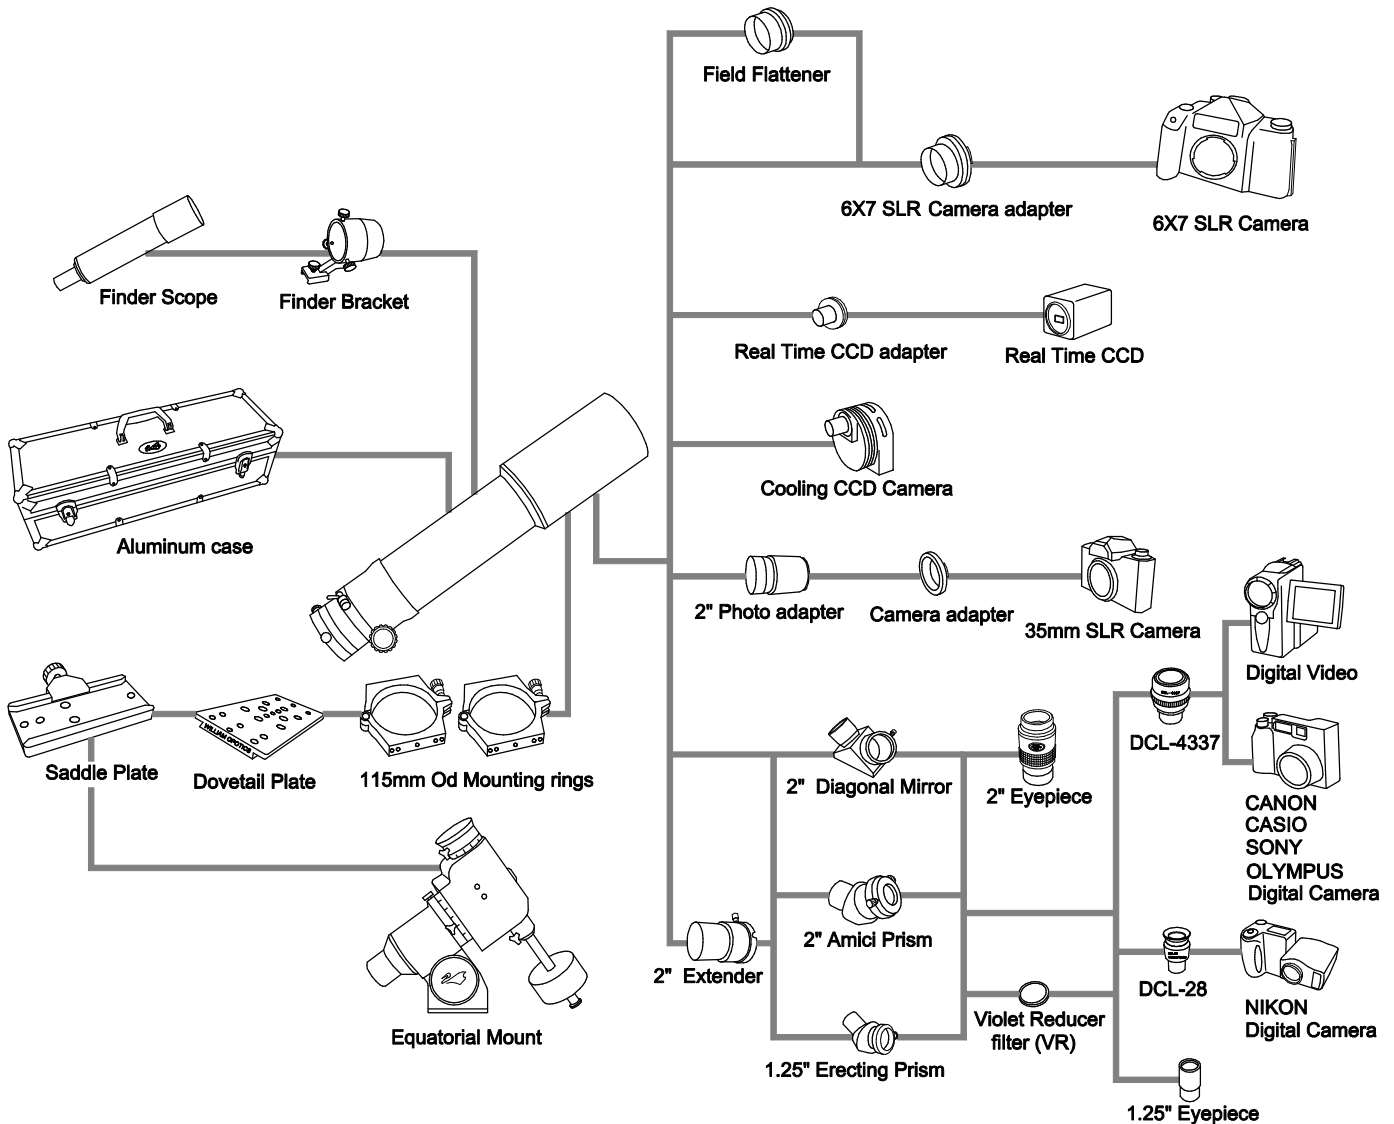 Field Flattener
6X7 SLR Camera adapter
6X7 SLR Camera
Finder Scope
Finder Bracket
Real Time CCD adapter
Real Time CCD
Cooling CCD Camera
Aluminum case
2" Photo adapter
Camera adapter
35mm SLR Camera
Digital Video
DCL-4337
Saddle Plate
WILLIAM OPOTICS
Dovetail Plate
115mm Od Mounting rings
2" Diagonal Mirror
2" Eyepiece
CANON
CASIO
SONY
OLYMPUS
Digital Camera
2" Amici Prism
2" Extender
DCL-28
NIKON
Digital Camera
Violet Reducer
filter (VR)
Equatorial Mount
1.25" Erecting Prism
1.25" Eyepiece